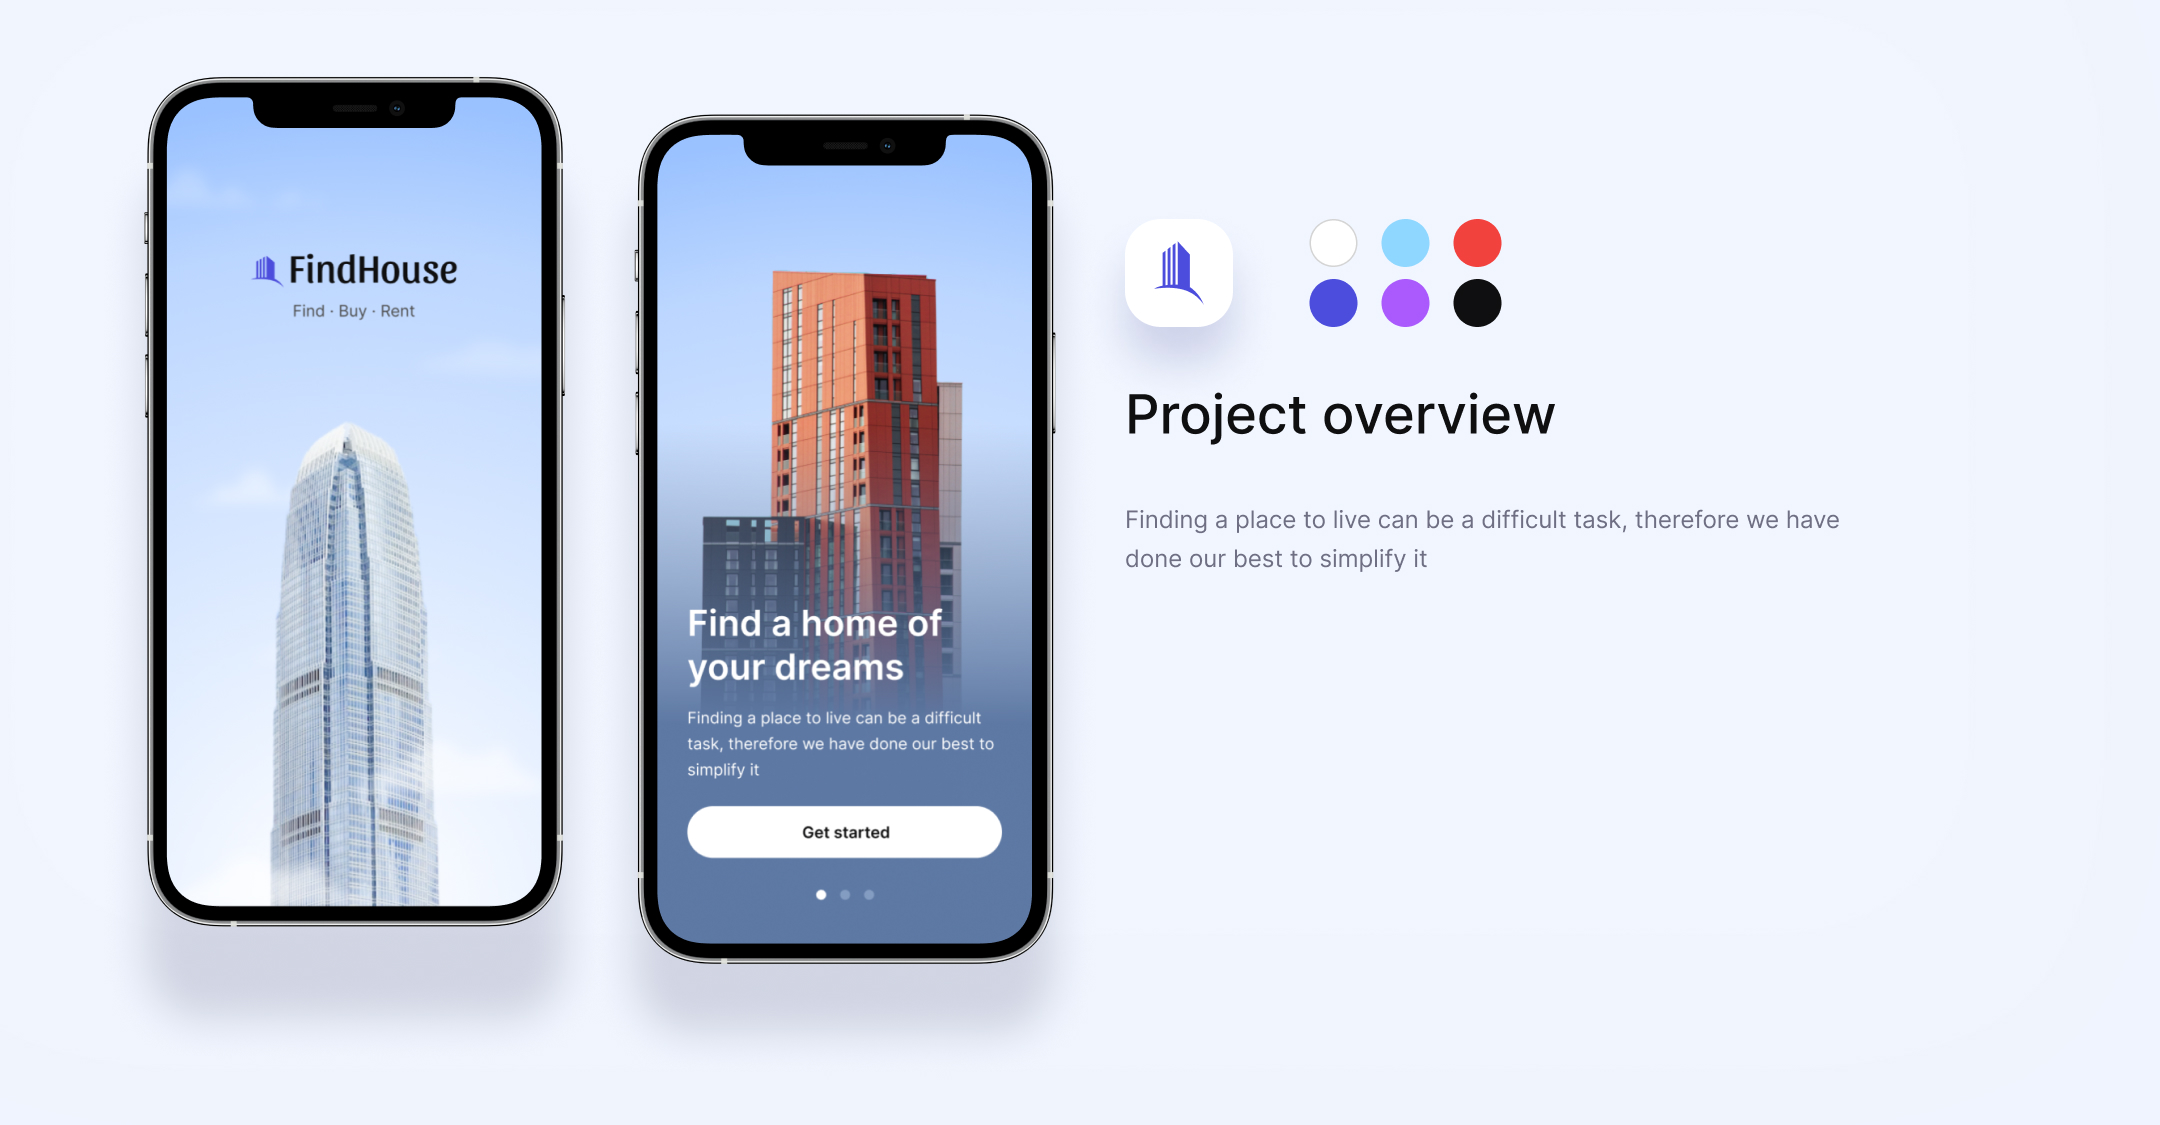 FindHouse
Find · Buy · Rent
Find a home of
your dreams
Finding a place to live can be a difficult
task, therefore we have done our best to
simplify it
Get started
Project overview
Finding a place to live can be a difficult task, therefore we have
done our best to simplify it